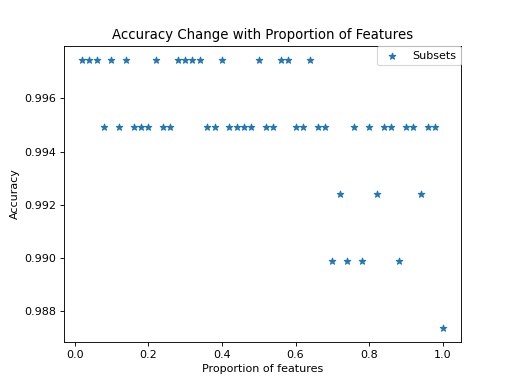 Accuracy Change with Proportion of Features
Subsets
Accuracy
0.996
0.994
0.992
0.990
0.988
0.0 0.2 0.4 0.6 0.8 1.0
Proportion of features